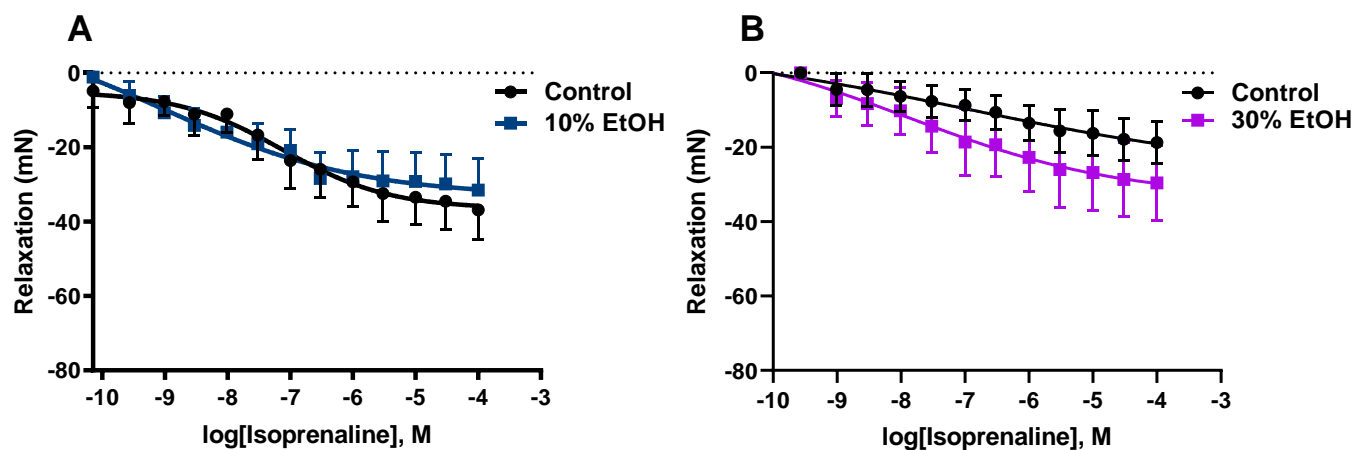 A
Relaxation (mN)
0
-20
-40
-60
-80
-10 -9 -8 -7 -6 -5 -4 -3
log[Isoprenaline], M
Control
10% EtOH
B
Relaxation (mN)
0
-20
-40
-60
-80
-10 -9 -8 -7 -6 -5 -4 -3 -2 -1
log[Isoprenaline], M
Control
30% EtOH